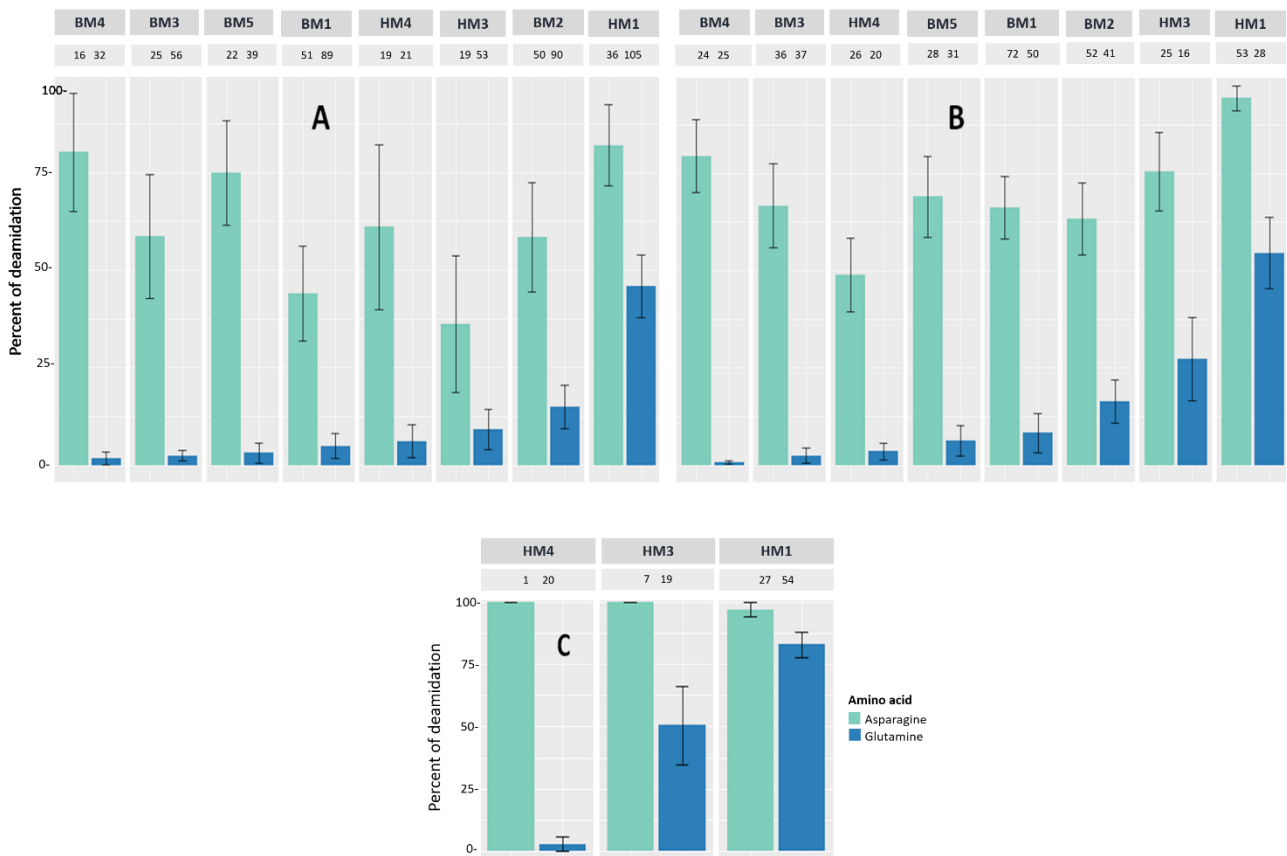 BM4 BM3 BM5 BM1 HM4 HM3 BM2 HM1
16 32 25 56 22 39 51 89 19 21 19 53 50 90 36 105
BM4 BM3 HM4 BM5 BM1 BM2 HM3 HM1
24 25 36 37 26 20 28 31 72 50 52 41 25 16 53 28
Percent of deamidation
100-
75-
50-
25-
0-
A
B
HM4 HM3 HM1
1 20 7 19 27 54
Percent of deamidation
100-
75-
50-
25-
0-
C
Amino acid
Asparagine
Glutamine